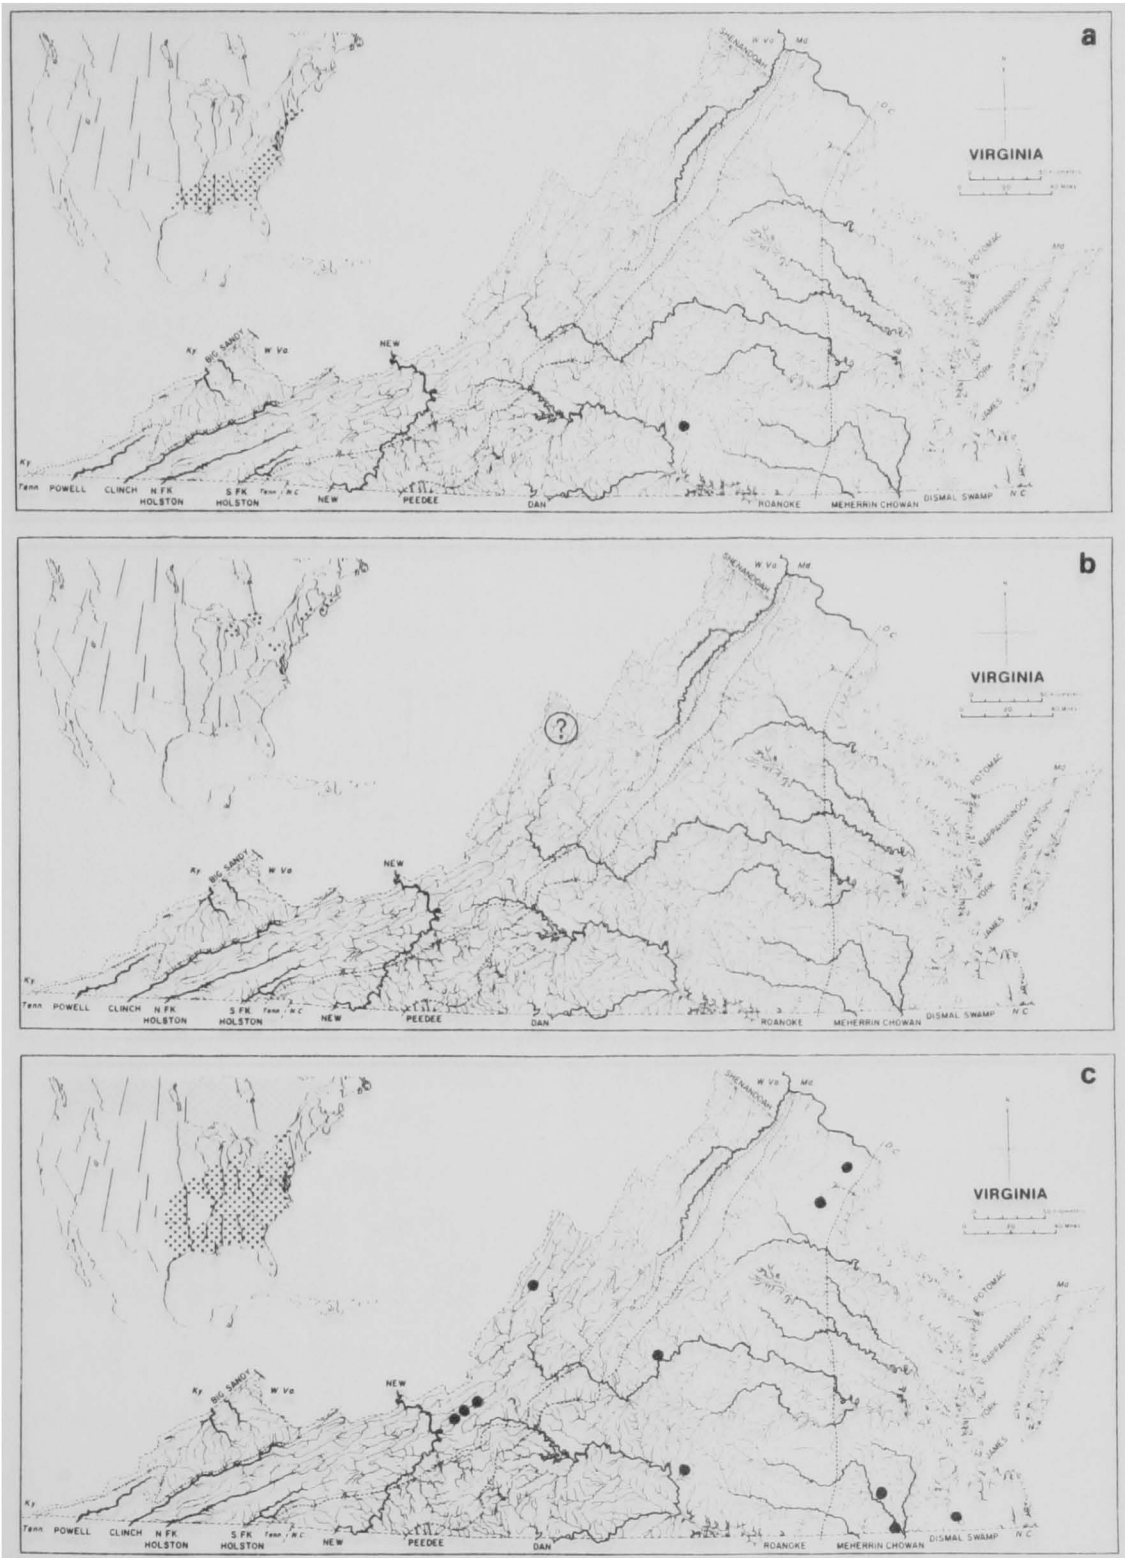 a
SHENANDOAH
W Va
Md
D C
VIRGINIA
POTOMAC
Md
RAPPAHANNOCK
YORK
JAMES
NEW
Ky
BIG SANDY
W Va
Ky
Tenn POWELL CLINCH N FK HOLSTON S FK HOLSTON Tenn N C NEW PEEDEE DAN ROANOKE MEHERRIN CHOWAN DISMAL SWAMP N C
b
SHENANDOAH
W Va
Md
D C
VIRGINIA
?
POTOMAC
Md
RAPPAHANNOCK
YORK
JAMES
NEW
Ky
BIG SANDY
W Va
Ky
Tenn POWELL CLINCH N FK HOLSTON S FK HOLSTON Tenn N C NEW PEEDEE DAN ROANOKE MEHERRIN CHOWAN DISMAL SWAMP N C
c
SHENANDOAH
W Va
Md
D C
VIRGINIA
POTOMAC
Md
RAPPAHANNOCK
YORK
JAMES
NEW
Ky
BIG SANDY
W Va
Ky
Tenn POWELL CLINCH N FK HOLSTON S FK HOLSTON Tenn N C NEW PEEDEE DAN ROANOKE MEHERRIN CHOWAN DISMAL SWAMP N C